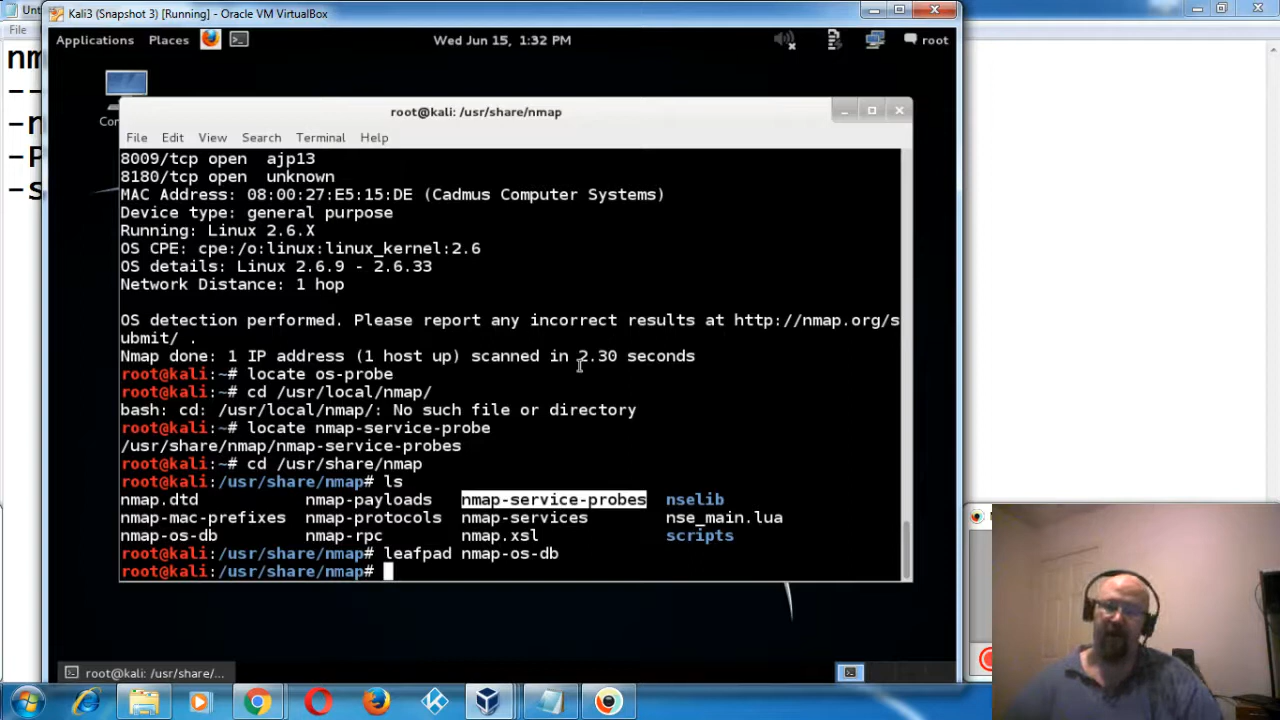 Unt
Kali3 (Snapshot 3) [Running] - Oracle VM VirtualBox
File
Applications Places Wed Jun 15, 1:32 PM root
nm
--
-n
-P
-s
Con
root@kali: /usr/share/nmap
File Edit View Search Terminal Help
8009/tcp open ajp13
8180/tcp open unknown
MAC Address: 08:00:27:E5:15:DE (Cadmus Computer Systems)
Device type: general purpose
Running: Linux 2.6.X
OS CPE: cpe:/o:linux:linux_kernel:2.6
OS details: Linux 2.6.9 - 2.6.33
Network Distance: 1 hop
OS detection performed. Please report any incorrect results at http://nmap.org/s
ubmit/ .
Nmap done: 1 IP address (1 host up) scanned in 2.30 seconds
root@kali:~# locate os-probe
root@kali:~# cd /usr/local/nmap/
bash: cd: /usr/local/nmap/: No such file or directory
root@kali:~# locate nmap-service-probe
/usr/share/nmap/nmap-service-probes
root@kali:~# cd /usr/share/nmap
root@kali:/usr/share/nmap# ls
nmap.dtd nmap-payloads nmap-service-probes nselib
nmap-mac-prefixes nmap-protocols nmap-services nse_main.lua
nmap-os-db nmap-rpc nmap.xsl scripts
root@kali:/usr/share/nmap# leafpad nmap-os-db
root@kali:/usr/share/nmap#
root@kali: /usr/share/...